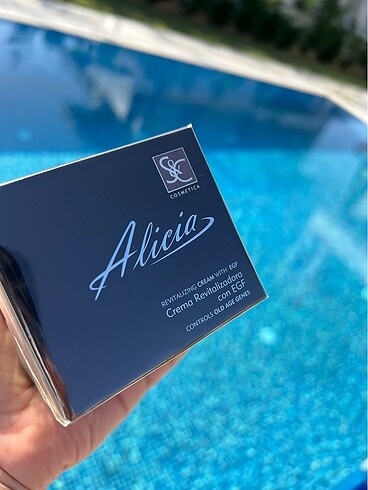 S&C
COSMETICA
Alicia
REVITALIZING CREAM WITH EGF
Crema Revitalizadora
con EGF
CONTROLS OLD AGE GENES